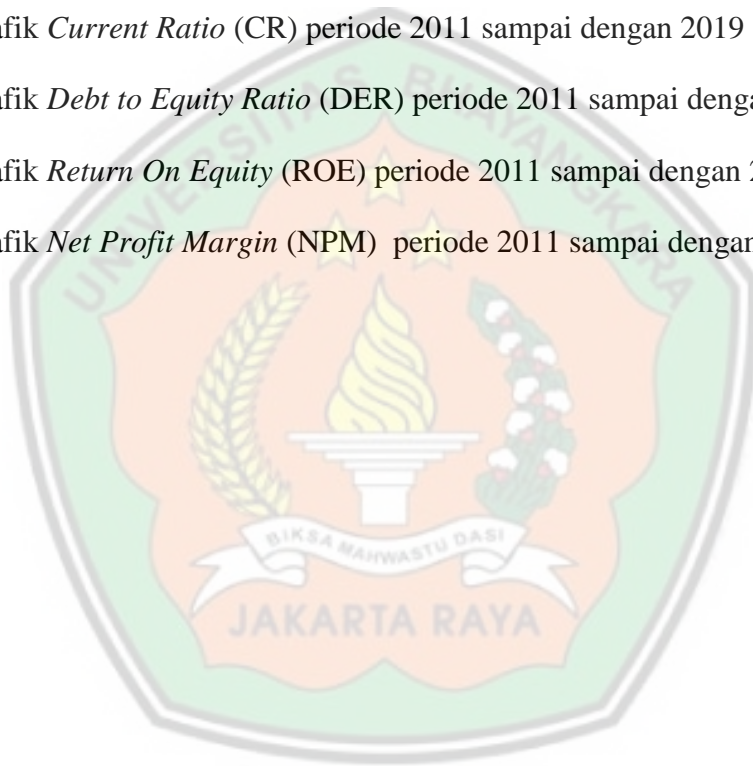 afik Current Ratio (CR) periode 2011 sampai dengan 2019
afik Debt to Equity Ratio (DER) periode 2011 sampai denga
afik Return On Equity (ROE) periode 2011 sampai dengan 2
afik Net Profit Margin (NPM) periode 2011 sampai dengan
UNIVERSITAS BHAYANGKARA
BIKSA MAHWASTU DASI
JAKARTA RAYA